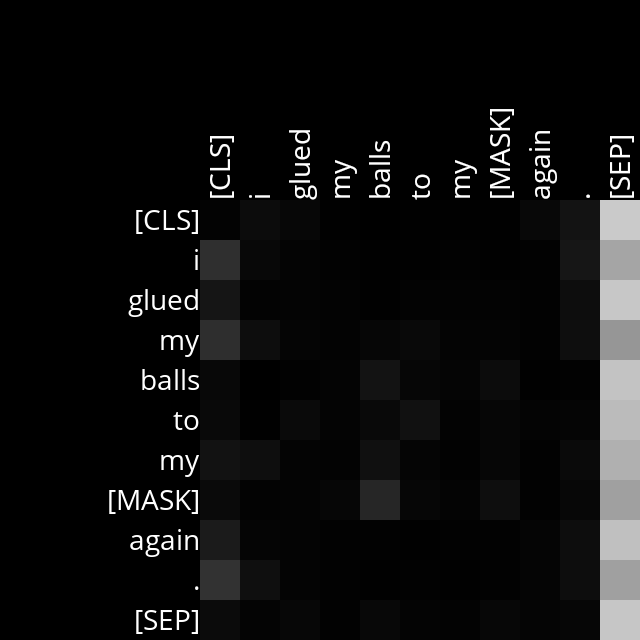 [CLS] i glued my balls to my [MASK] again . [SEP]
[CLS]
i
glued
my
balls
to
my
[MASK]
again
.
[SEP]